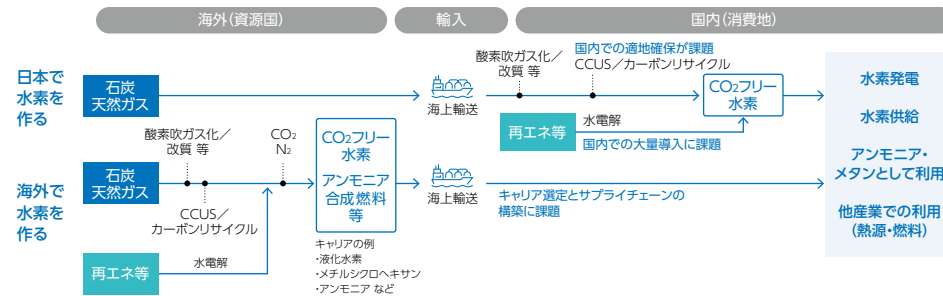 海外（資源国）
輸入
国内（消費地）
日本で
水素を
作る
石炭
天然ガス
海上輸送
酸素吹ガス化／
改質 等
国内での適地確保が課題
CCUS／カーボンリサイクル
CO₂フリー
水素
再エネ等
水電解
国内での大量導入に課題
海外で
水素を
作る
石炭
天然ガス
酸素吹ガス化／
改質 等
CCUS／
カーボンリサイクル
CO₂
N₂
再エネ等
水電解
CO₂フリー
水素
アンモニア
合成燃料
等
キャリアの例
・液化水素
・メチルシクロヘキサン
・アンモニア など
海上輸送
キャリア選定とサプライチェーンの
構築に課題
水素発電
水素供給
アンモニア・
メタンとして利用
他産業での利用
（熱源・燃料）